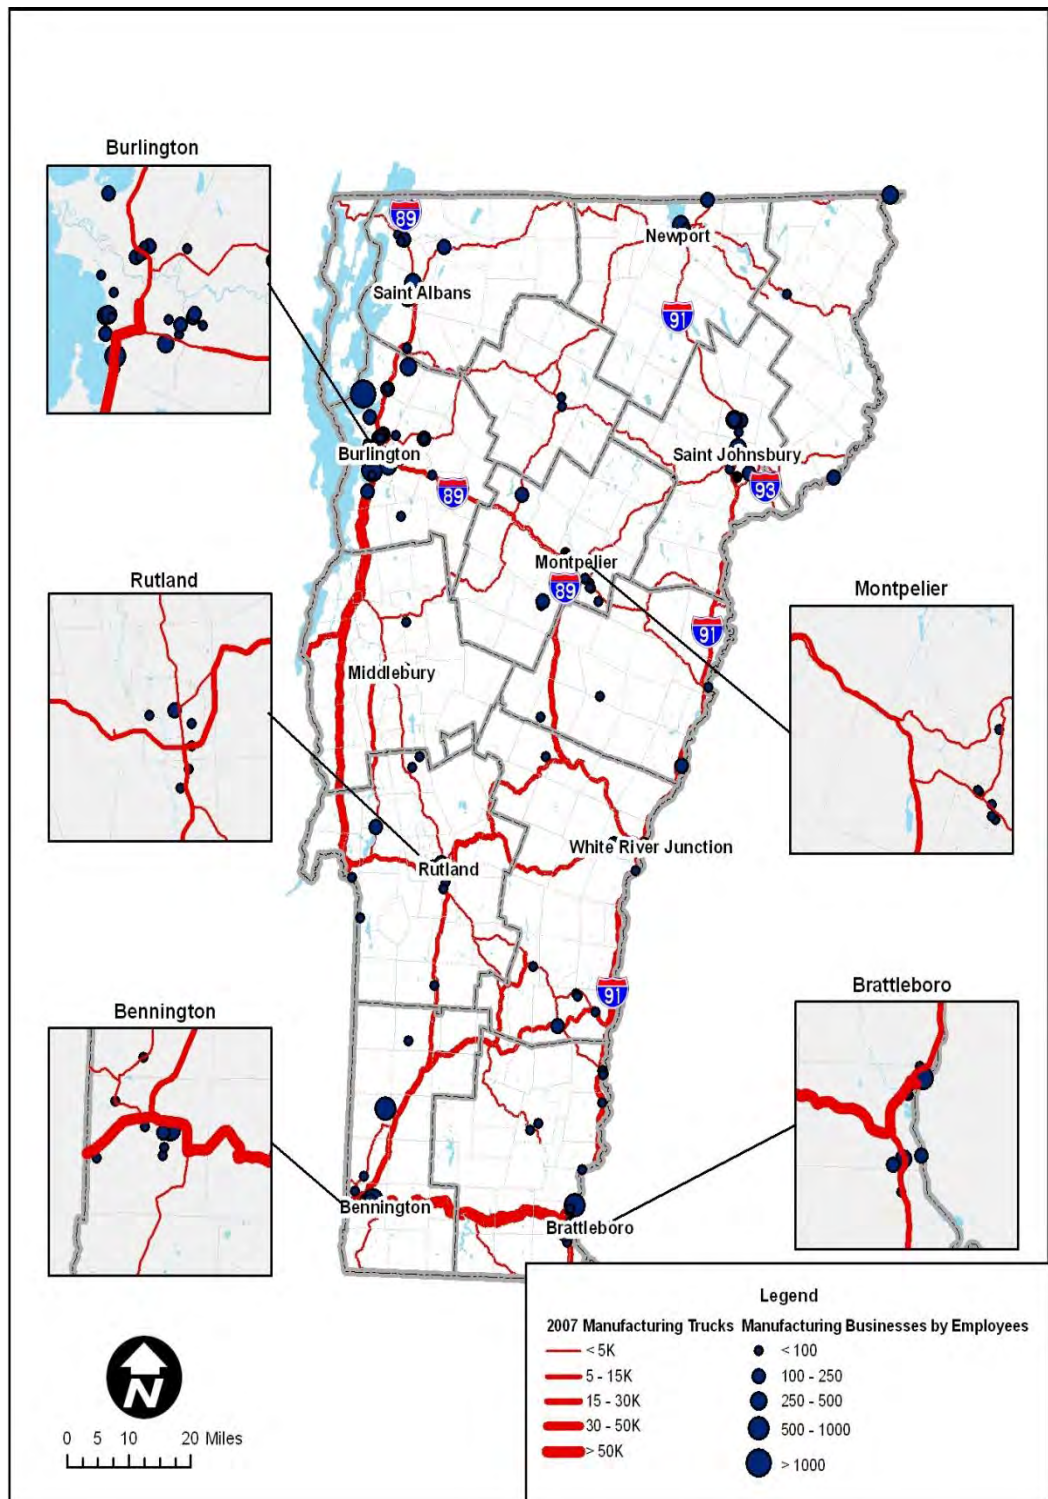 Burlington
89
Newport
Saint Albans
91
Burlington
Saint Johnsbury
93
89
Rutland
Montpelier
89
Montpelier
91
Middlebury
White River Junction
Rutland
91
Bennington
Brattleboro
Bennington
Brattleboro
Legend
2007 Manufacturing Trucks Manufacturing Businesses by Employees
< 5K < 100
5 - 15K 100 - 250
15 - 30K 250 - 500
30 - 50K 500 - 1000
> 50K > 1000
N
0 5 10 20 Miles